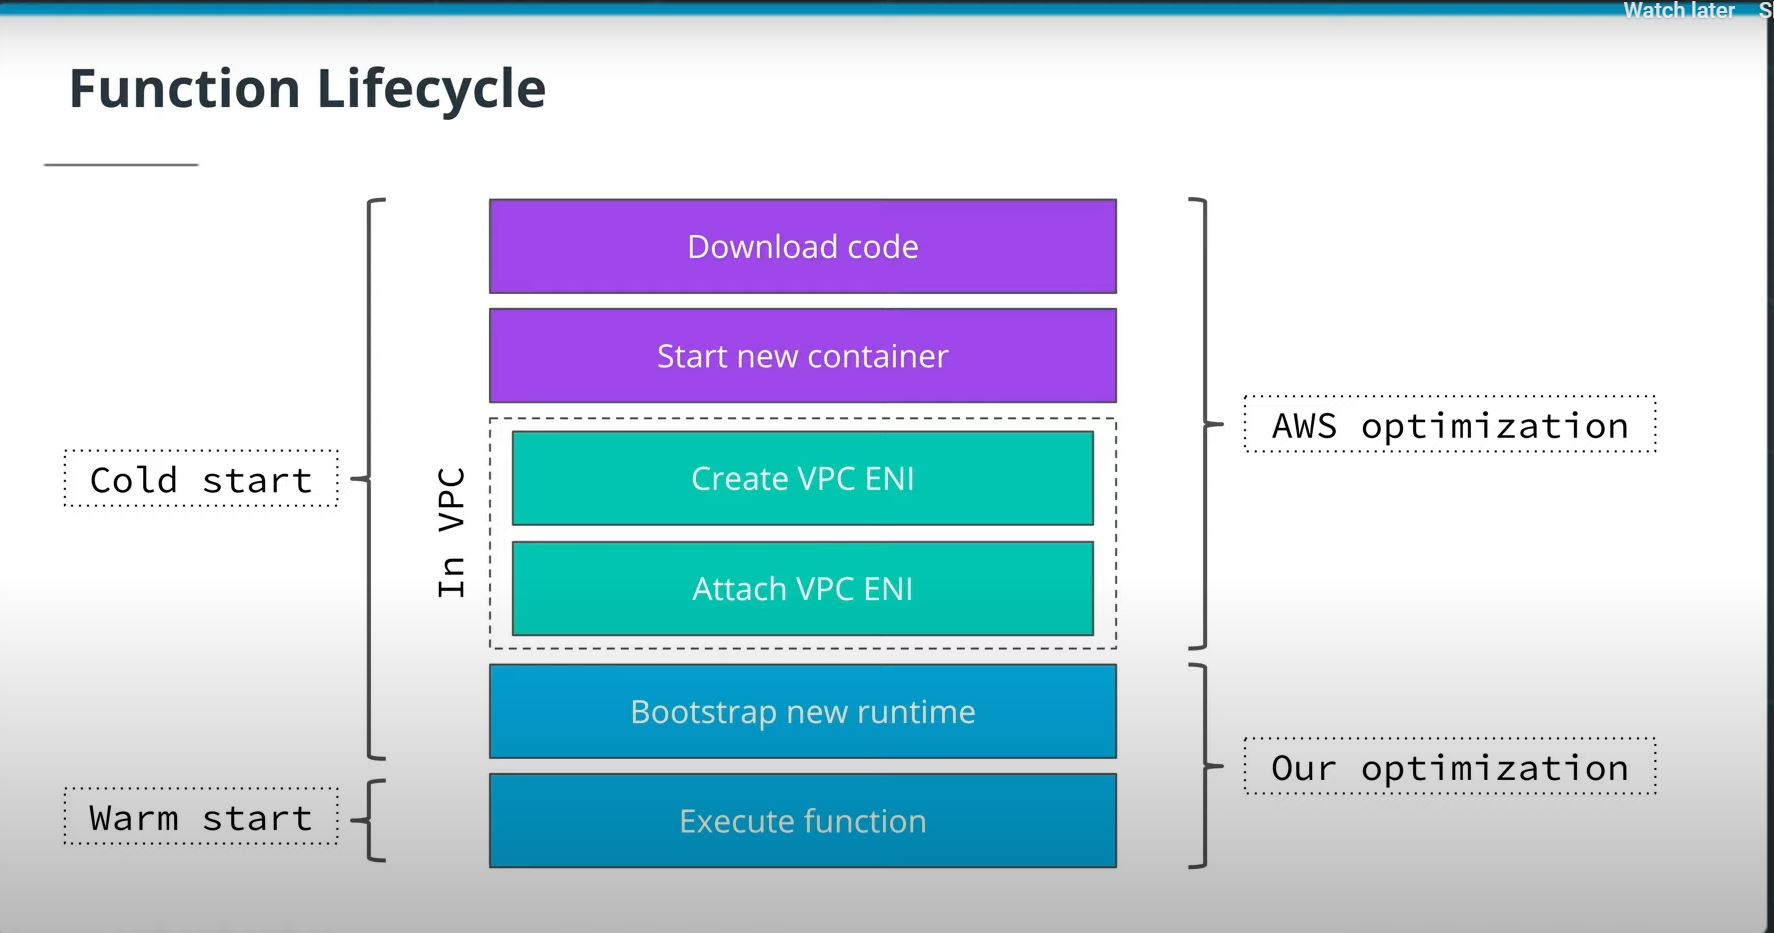 Watch later
Function Lifecycle
Download code
Start new container
AWS optimization
Cold start
In VPC
Create VPC ENI
Attach VPC ENI
Bootstrap new runtime
Our optimization
Warm start
Execute function